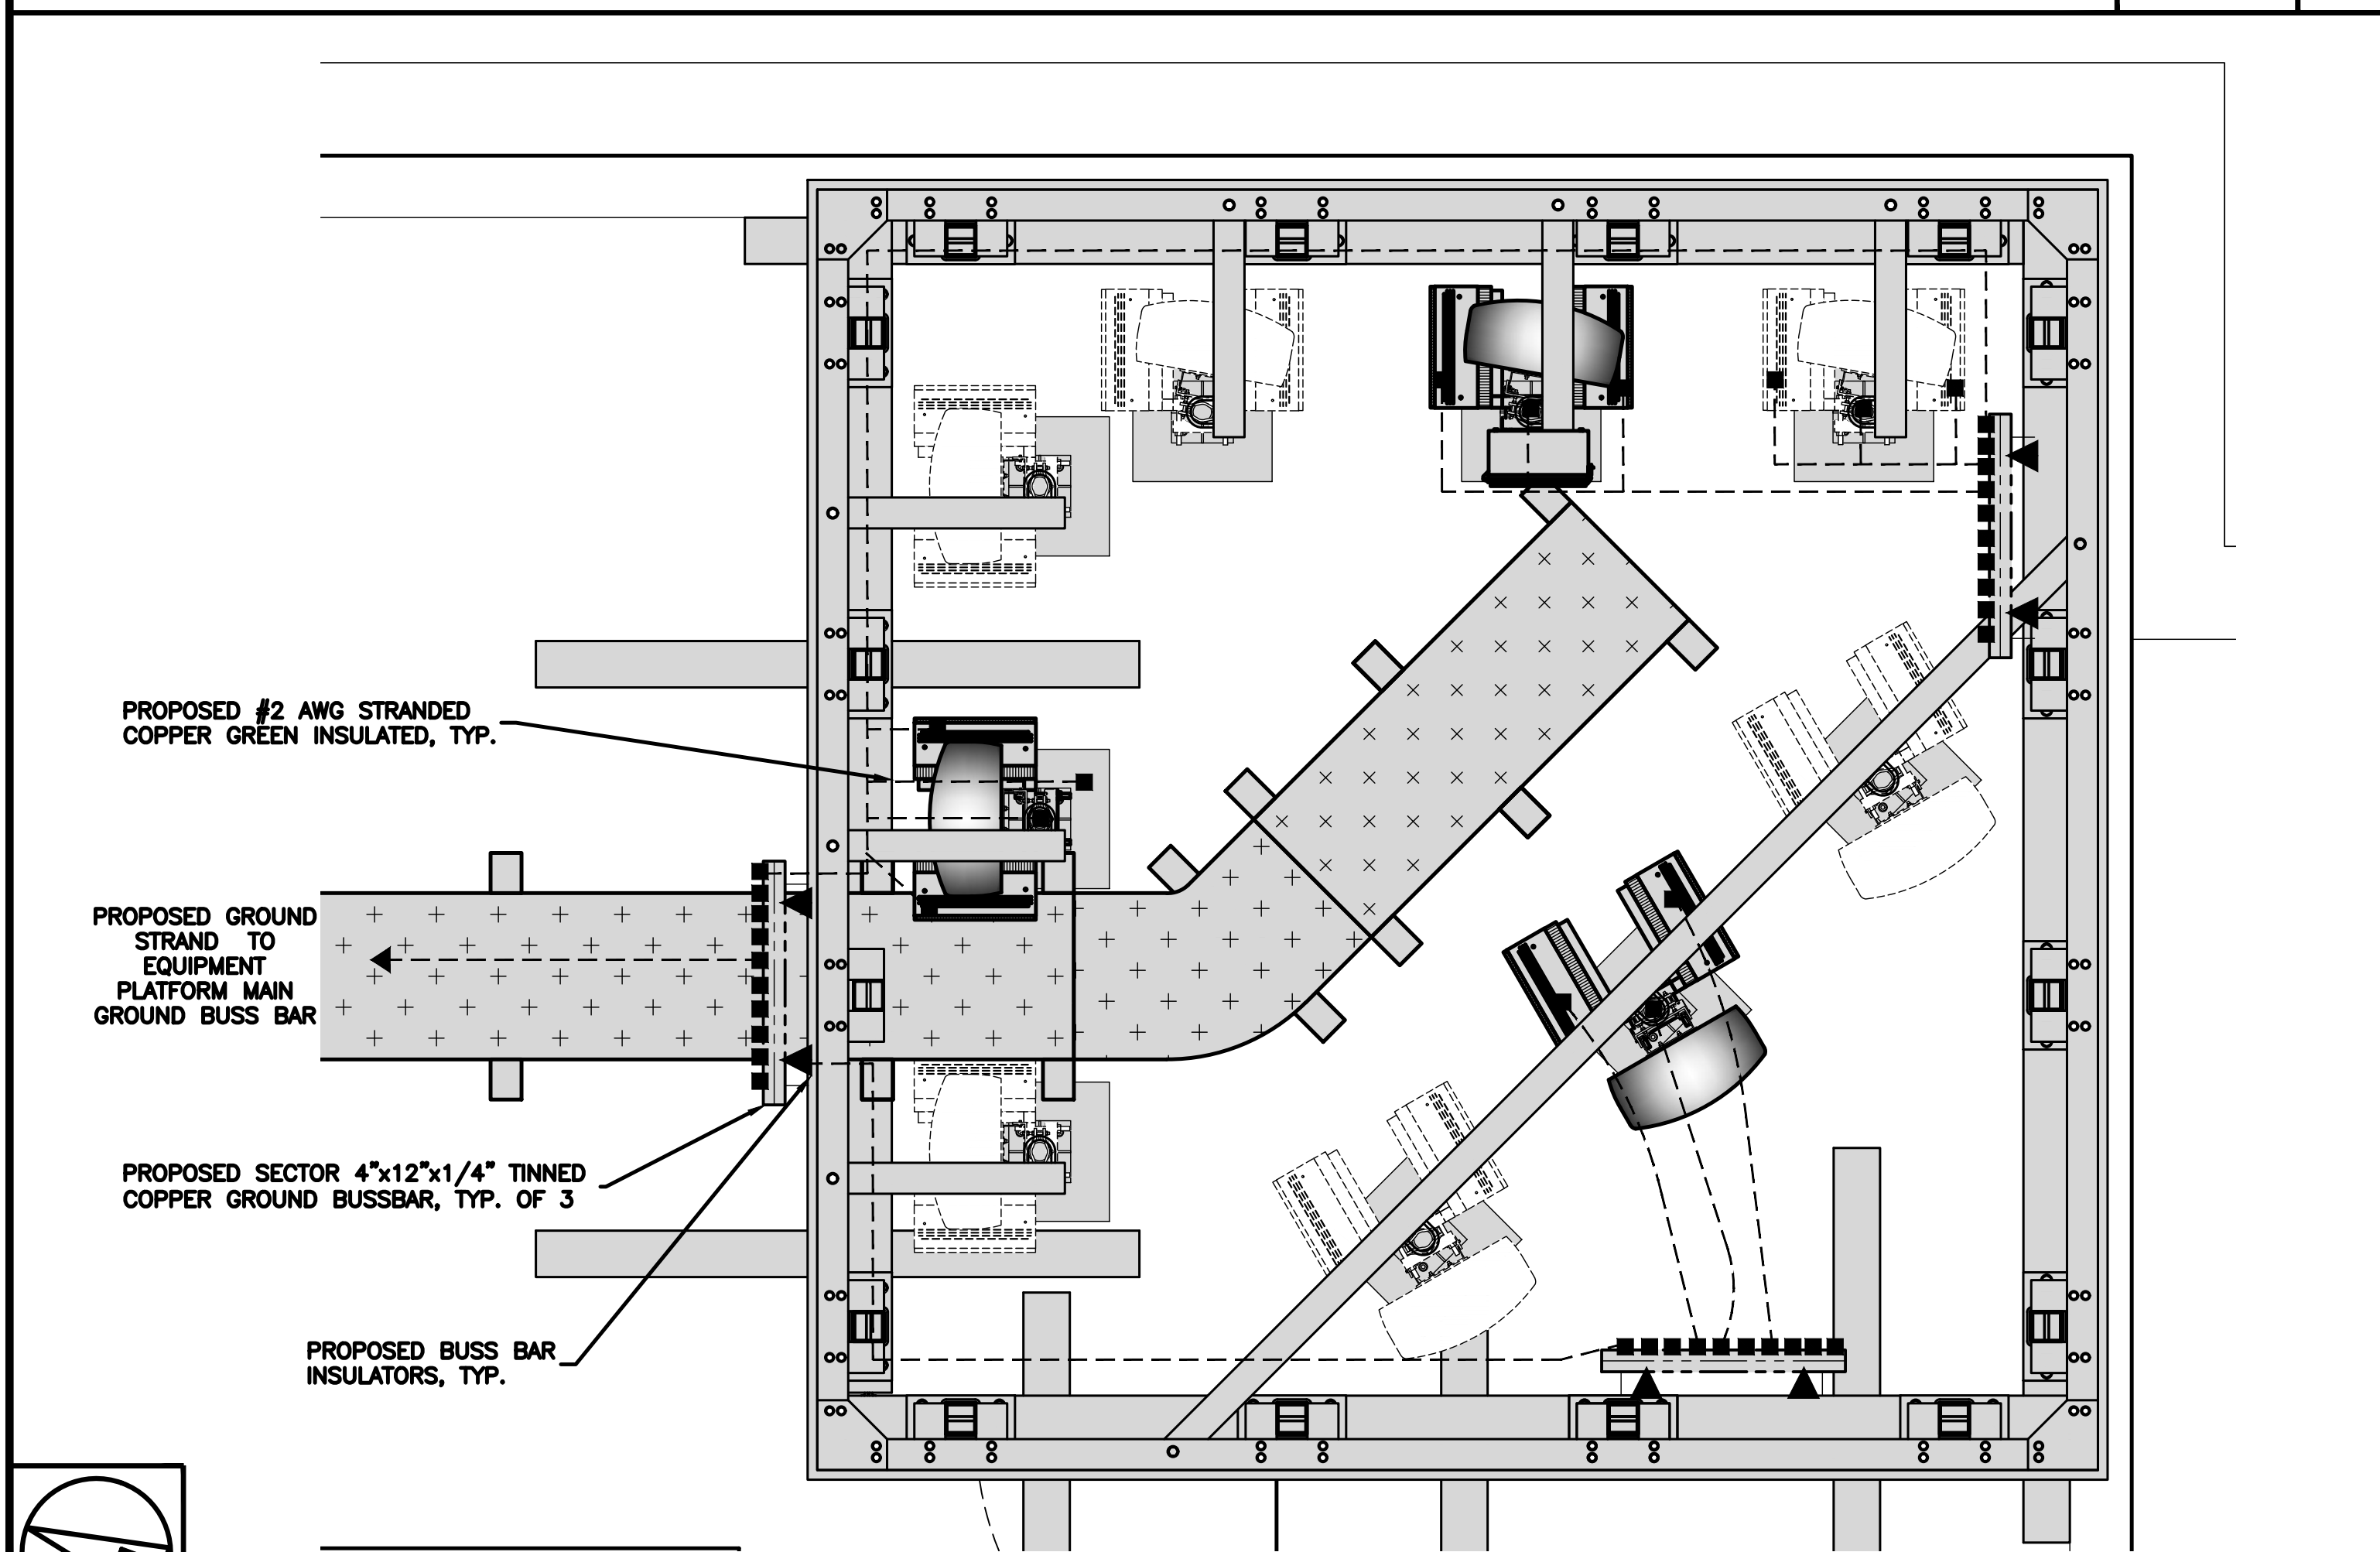 PROPOSED #2 AWG STRANDED
COPPER GREEN INSULATED, TYP.
PROPOSED GROUND
STRAND TO
EQUIPMENT
PLATFORM MAIN
GROUND BUSS BAR
PROPOSED SECTOR 4"x12"x1/4" TINNED
COPPER GROUND BUSSBAR, TYP. OF 3
PROPOSED BUSS BAR
INSULATORS, TYP.